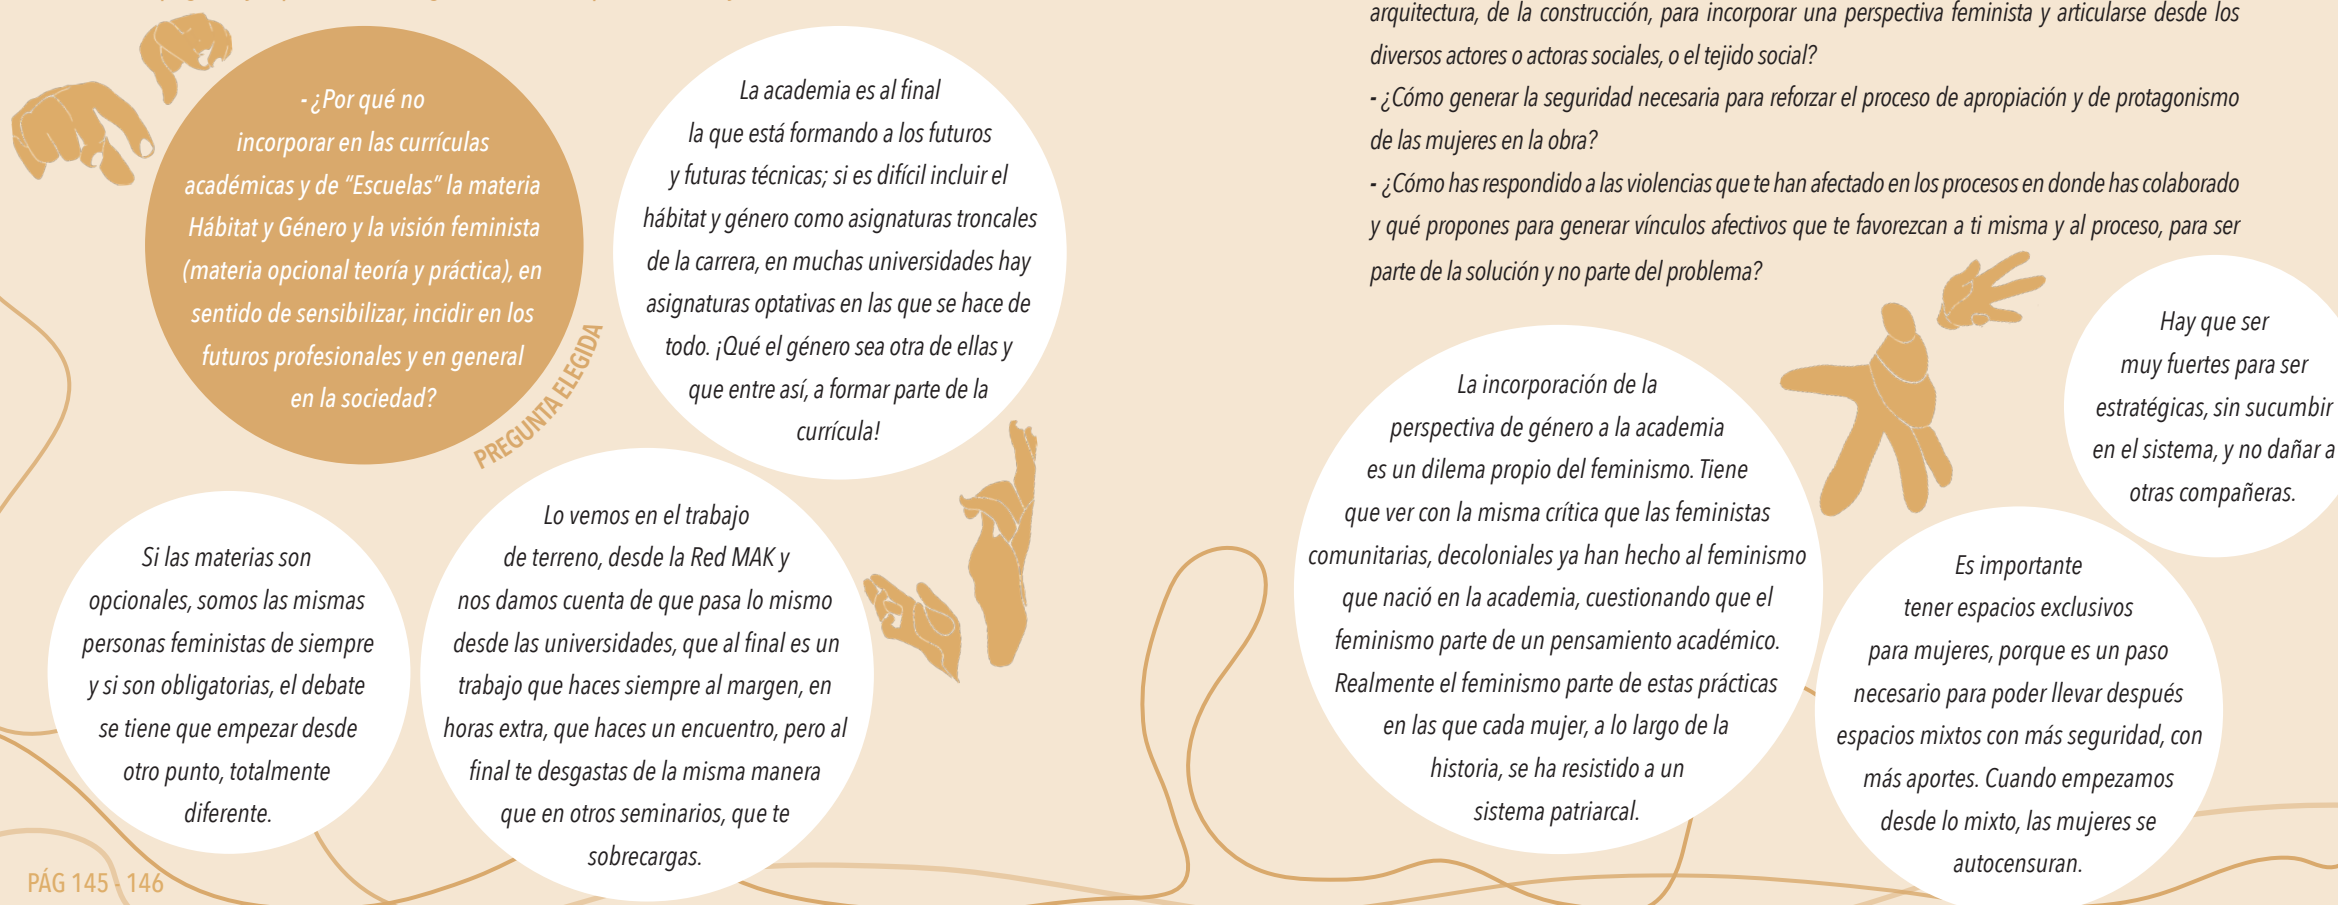 - ¿Por qué no
incorporar en las currículas
académicas y de “Escuelas” la materia
Hábitat y Género y la visión feminista
(materia opcional teoría y práctica), en
sentido de sensibilizar, incidir en los
futuros profesionales y en general
en la sociedad?
PREGUNTA ELEGIDA
La academia es al final
la que está formando a los futuros
y futuras técnicas; si es difícil incluir el
hábitat y género como asignaturas troncales
de la carrera, en muchas universidades hay
asignaturas optativas en las que se hace de
todo. ¡Qué el género sea otra de ellas y
que entre así, a formar parte de la
currícula!
Si las materias son
opcionales, somos las mismas
personas feministas de siempre
y si son obligatorias, el debate
se tiene que empezar desde
otro punto, totalmente
diferente.
Lo vemos en el trabajo
de terreno, desde la Red MAK y
nos damos cuenta de que pasa lo mismo
desde las universidades, que al final es un
trabajo que haces siempre al margen, en
horas extra, que haces un encuentro, pero al
final te desgastas de la misma manera
que en otros seminarios, que te
sobrecargas.
PÁG 145 - 146
arquitectura, de la construcción, para incorporar una perspectiva feminista y articularse desde los
diversos actores o actoras sociales, o el tejido social?
- ¿Cómo generar la seguridad necesaria para reforzar el proceso de apropiación y de protagonismo
de las mujeres en la obra?
- ¿Cómo has respondido a las violencias que te han afectado en los procesos en donde has colaborado
y qué propones para generar vínculos afectivos que te favorezcan a ti misma y al proceso, para ser
parte de la solución y no parte del problema?
La incorporación de la
perspectiva de género a la academia
es un dilema propio del feminismo. Tiene
que ver con la misma crítica que las feministas
comunitarias, decoloniales ya han hecho al feminismo
que nació en la academia, cuestionando que el
feminismo parte de un pensamiento académico.
Realmente el feminismo parte de estas prácticas
en las que cada mujer, a lo largo de la
historia, se ha resistido a un
sistema patriarcal.
Hay que ser
muy fuertes para ser
estratégicas, sin sucumbir
en el sistema, y no dañar a
otras compañeras.
Es importante
tener espacios exclusivos
para mujeres, porque es un paso
necesario para poder llevar después
espacios mixtos con más seguridad, con
más aportes. Cuando empezamos
desde lo mixto, las mujeres se
autocensuran.